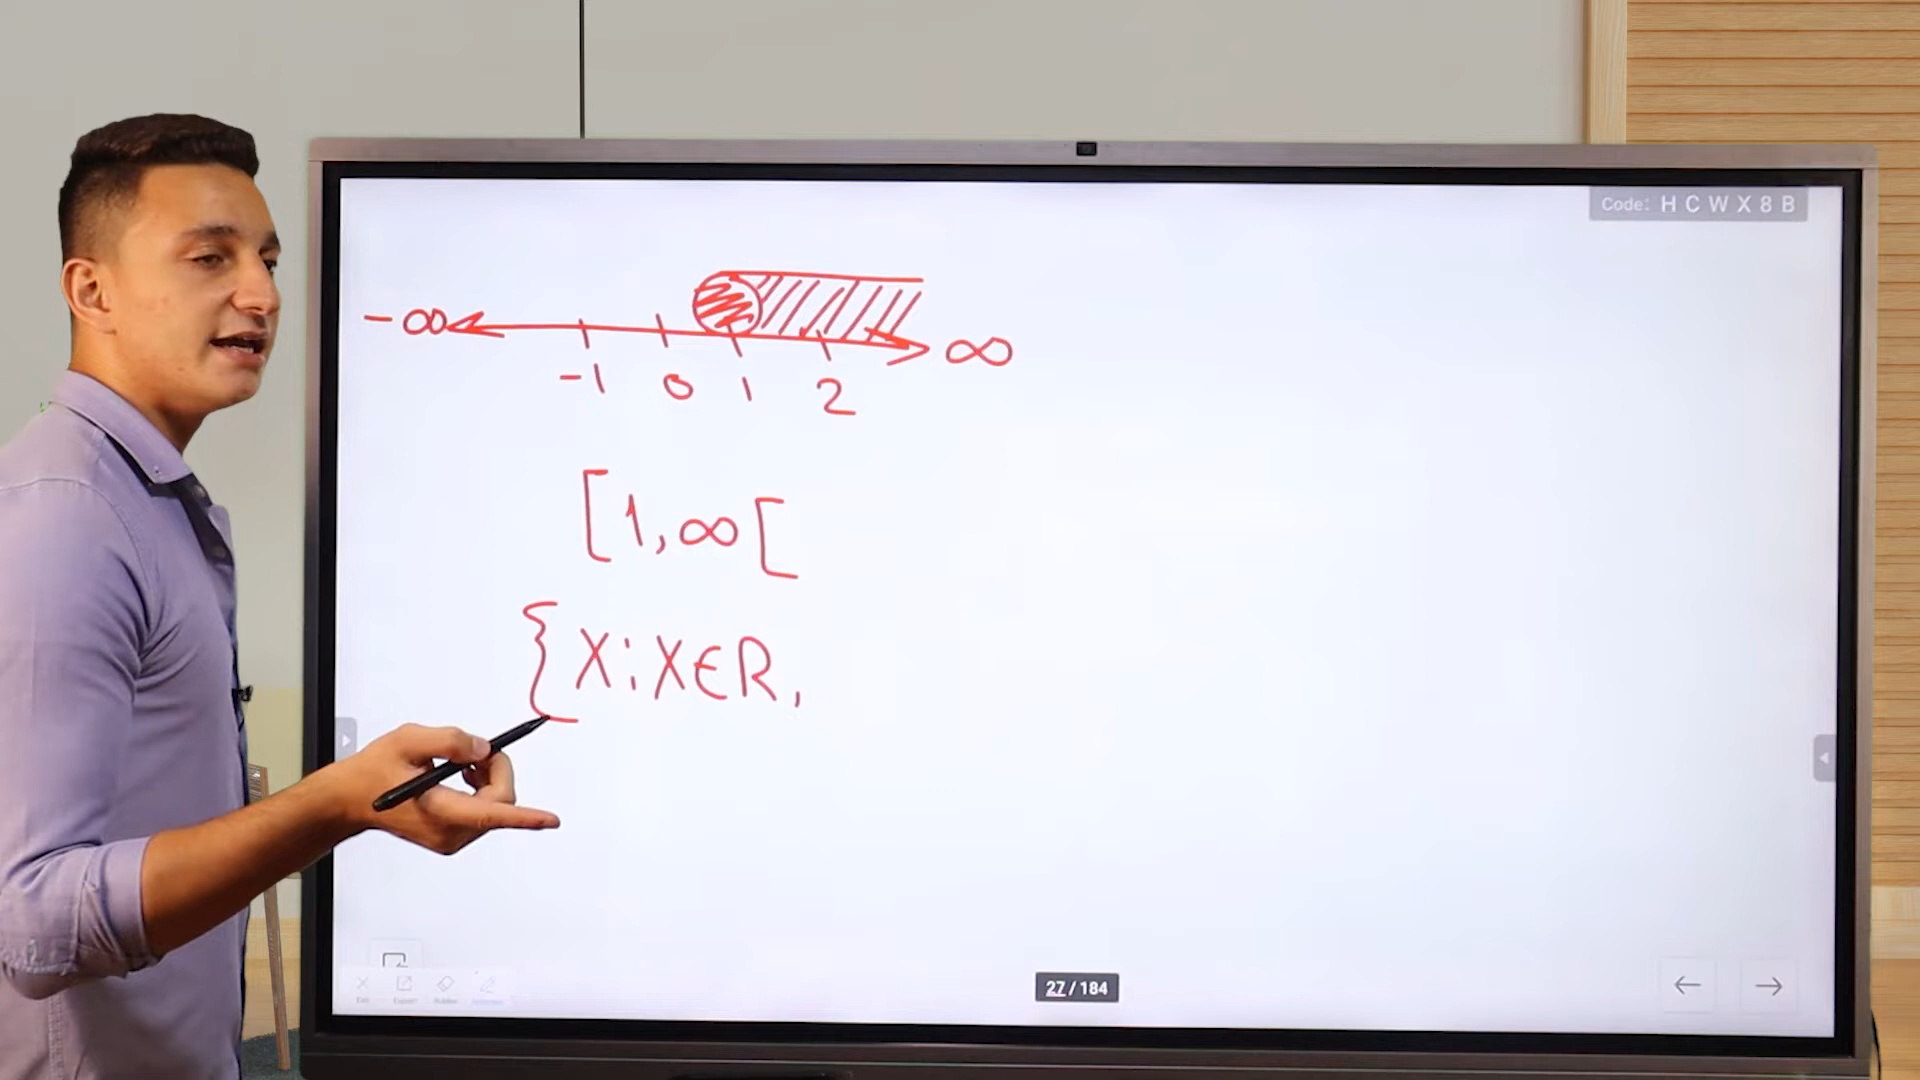 Code: H C W X 8 B
-∞ ∞
-1 0 1 2
[1,∞[
{X:X∈R,
27 / 184